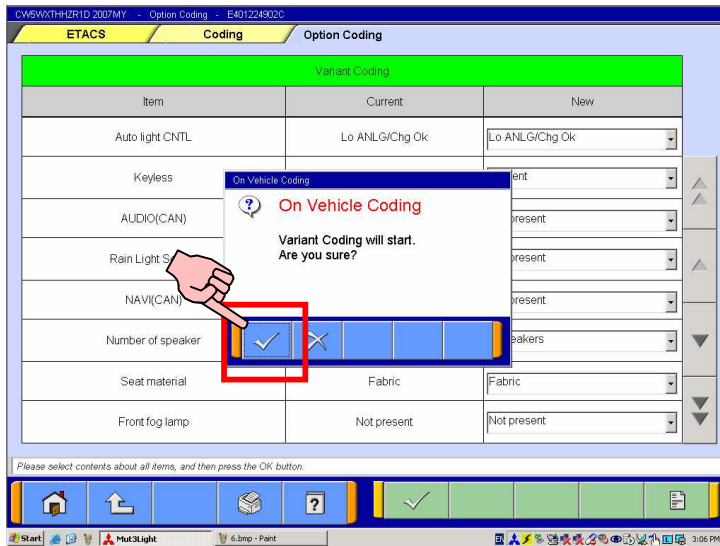 CW5WXTHHZR1D 2007MY - Option Coding - E401224902C
ETACS Coding Option Coding
Variant Coding
Item Current New
Auto light CNTL Lo ANLG/Chg Ok Lo ANLG/Chg Ok
Keyless
AUDIO(CAN) present
Rain Light present
NAVI(CAN) present
Number of speaker
Seat material Fabric Fabric
Front fog lamp Not present Not present
On Vehicle Coding
On Vehicle Coding
Variant Coding will start.
Are you sure?
Please select contents about all items, and then press the OK button.
?
Start Mut3Light 6.bmp - Paint 3:06 PM